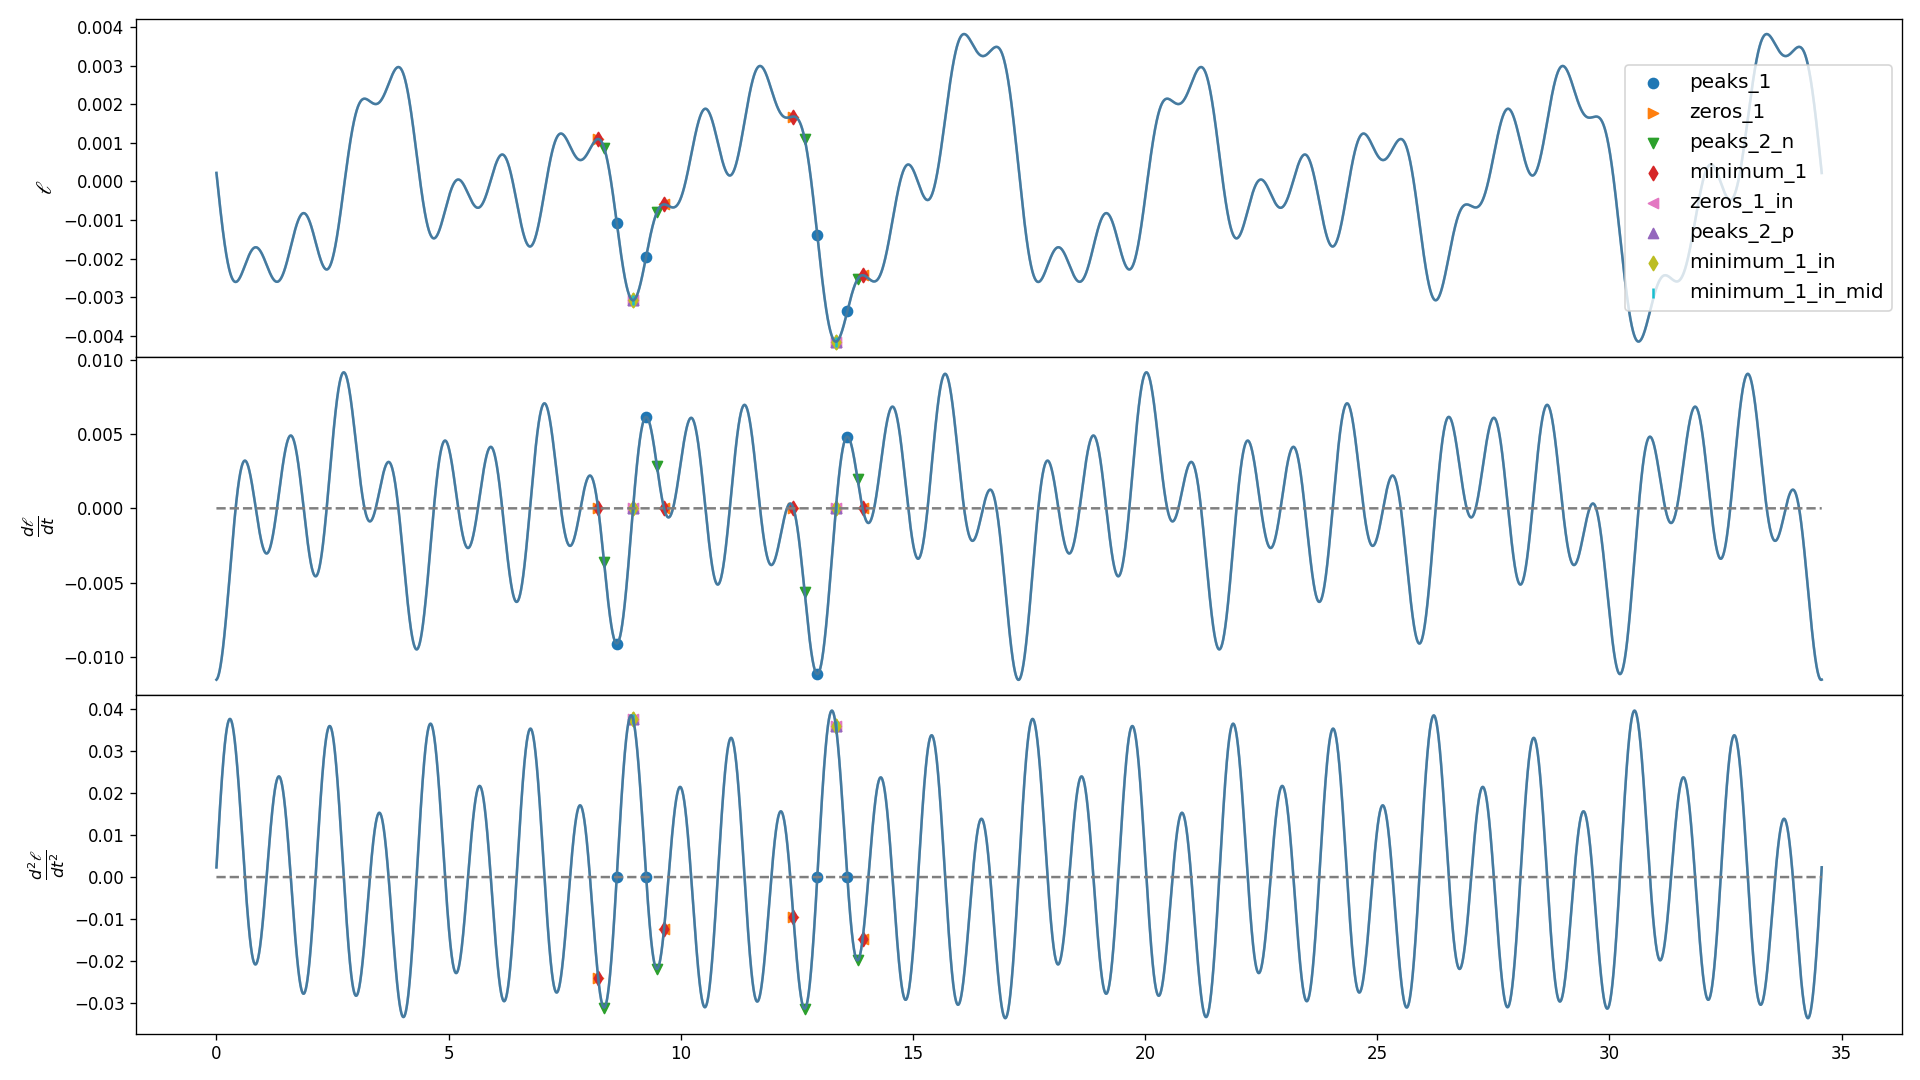 0.004
0.003
0.002
0.001
0.000
−0.001
−0.002
−0.003
−0.004
ℓ
peaks_1
zeros_1
peaks_2_n
minimum_1
zeros_1_in
peaks_2_p
minimum_1_in
minimum_1_in_mid
0.010
0.005
0.000
−0.005
−0.010
dℓ
dt
0.04
0.03
0.02
0.01
0.00
−0.01
−0.02
−0.03
d²ℓ
dt²
0 5 10 15 20 25 30 35